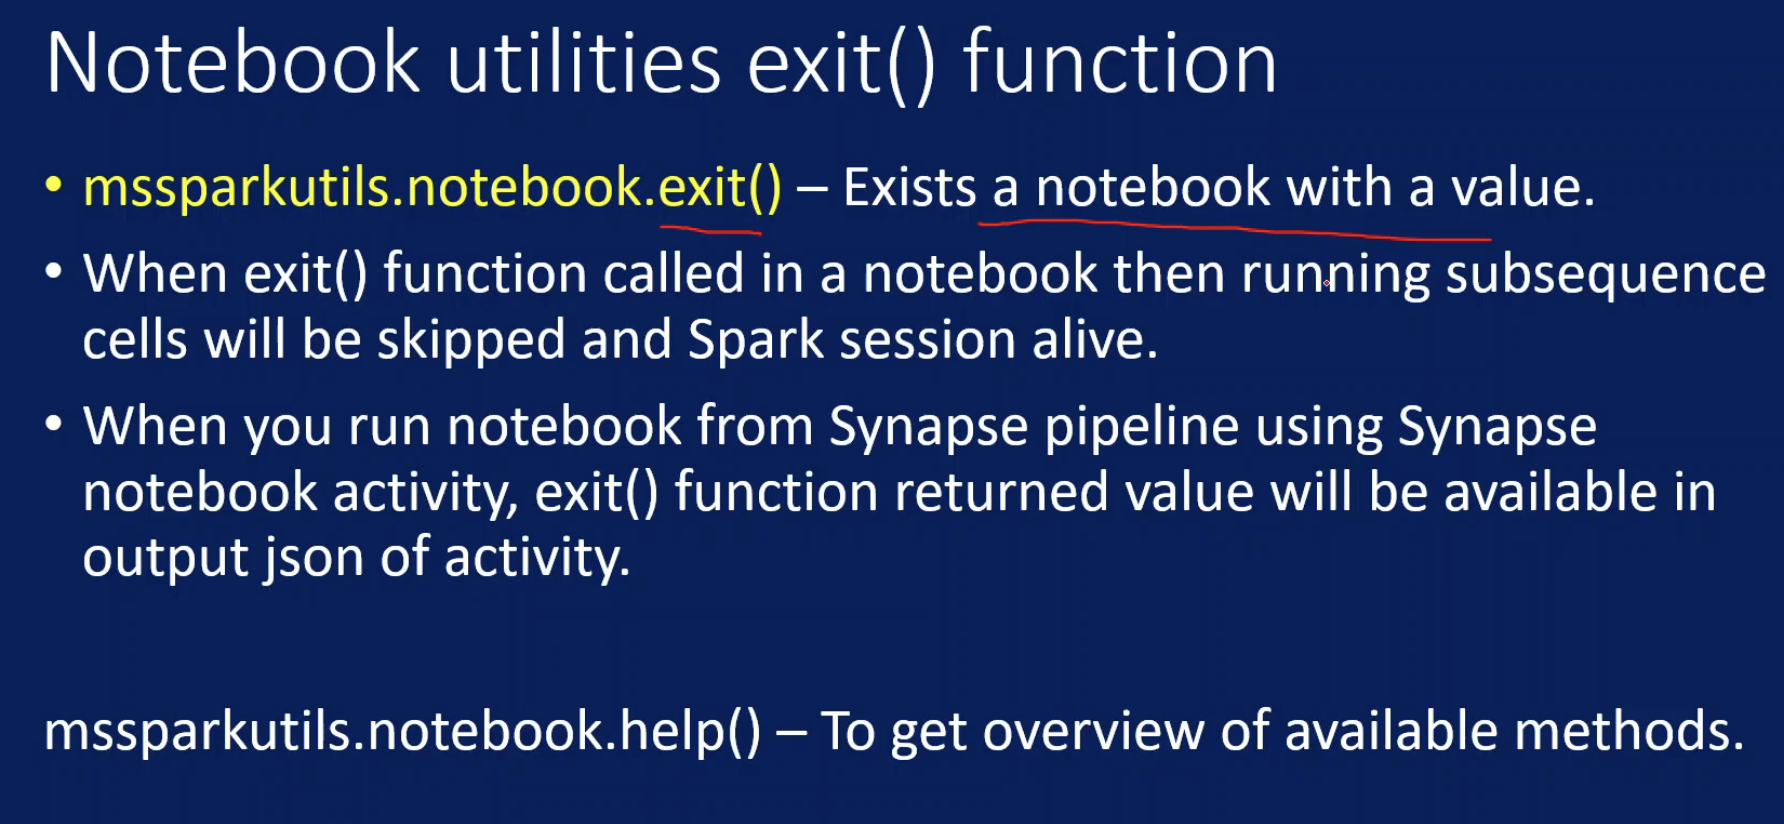 Notebook utilities exit() function
• mssparkutils.notebook.exit() – Exists a notebook with a value.
• When exit() function called in a notebook then running subsequence
cells will be skipped and Spark session alive.
• When you run notebook from Synapse pipeline using Synapse
notebook activity, exit() function returned value will be available in
output json of activity.
mssparkutils.notebook.help() – To get overview of available methods.